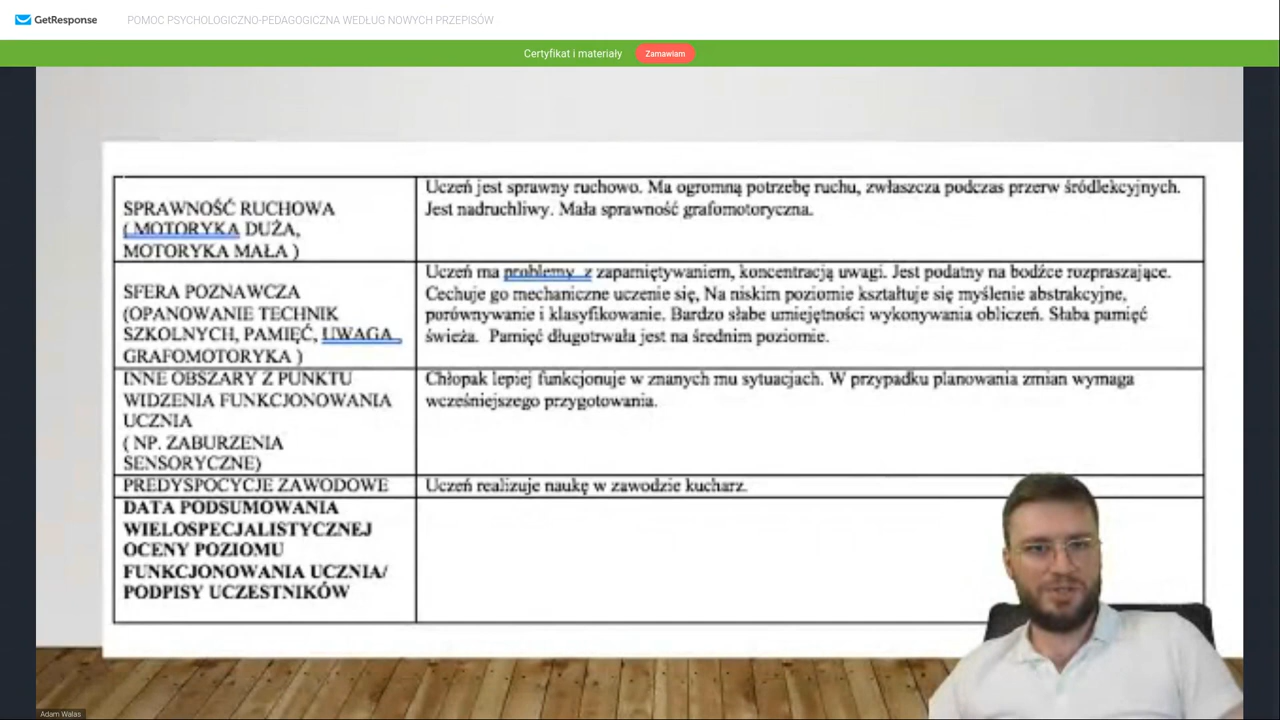 GetResponse
POMOC PSYCHOLOGICZNO-PEDAGOGICZNA WEDŁUG NOWYCH PRZEPISÓW
Certyfikat i materiały
Zamawiam
SPRAWNOŚĆ RUCHOWA
( MOTORYKA DUŻA,
MOTORYKA MAŁA )
Uczeń jest sprawny ruchowo. Ma ogromną potrzebę ruchu, zwłaszcza podczas przerw śródlekcyjnych.
Jest nadruchliwy. Mała sprawność grafomotoryczna.
SFERA POZNAWCZA
(OPANOWANIE TECHNIK
SZKOLNYCH, PAMIĘĆ, UWAGA
GRAFOMOTORYKA )
Uczeń ma problemy z zapamiętywaniem, koncentracją uwagi. Jest podatny na bodźce rozpraszające.
Cechuje go mechaniczne uczenie się, Na niskim poziomie kształtuje się myślenie abstrakcyjne,
porównywanie i klasyfikowanie. Bardzo słabe umiejętności wykonywania obliczeń. Słaba pamięć
świeża. Pamięć długotrwała jest na średnim poziomie.
INNE OBSZARY Z PUNKTU
WIDZENIA FUNKCJONOWANIA
UCZNIA
( NP. ZABURZENIA
SENSORYCZNE)
Chłopak lepiej funkcjonuje w znanych mu sytuacjach. W przypadku planowania zmian wymaga
wcześniejszego przygotowania.
PREDYSPOCYCJE ZAWODOWE
Uczeń realizuje naukę w zawodzie kucharz.
DATA PODSUMOWANIA
WIELOSPECJALISTYCZNEJ
OCENY POZIOMU
FUNKCJONOWANIA UCZNIA/
PODPISY UCZESTNIKÓW
Adam Walas